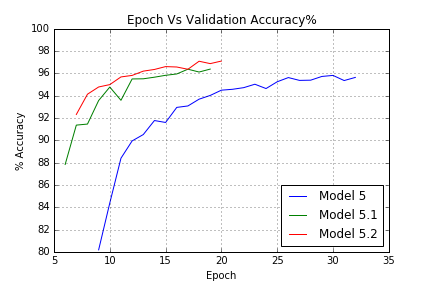 Epoch Vs Validation Accuracy%
100
98
96
94
92
90
88
86
84
82
80
% Accuracy
5 10 15 20 25 30 35
Epoch
Model 5
Model 5.1
Model 5.2